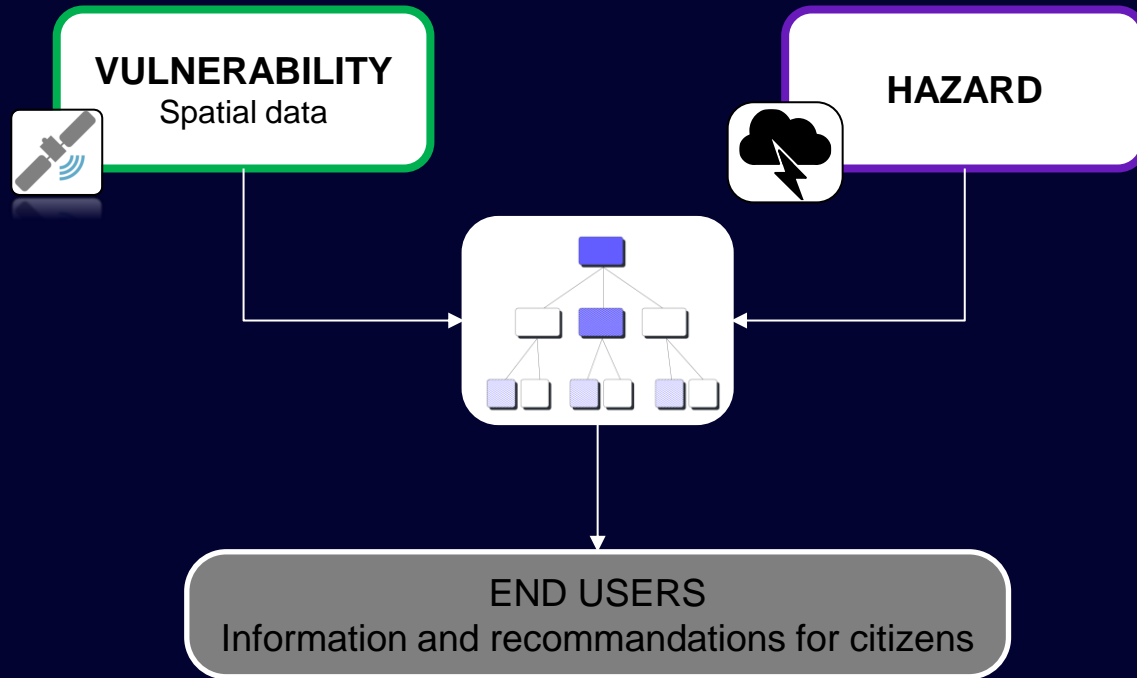 VULNERABILITY
Spatial data
HAZARD
END USERS
Information and recommandations for citizens